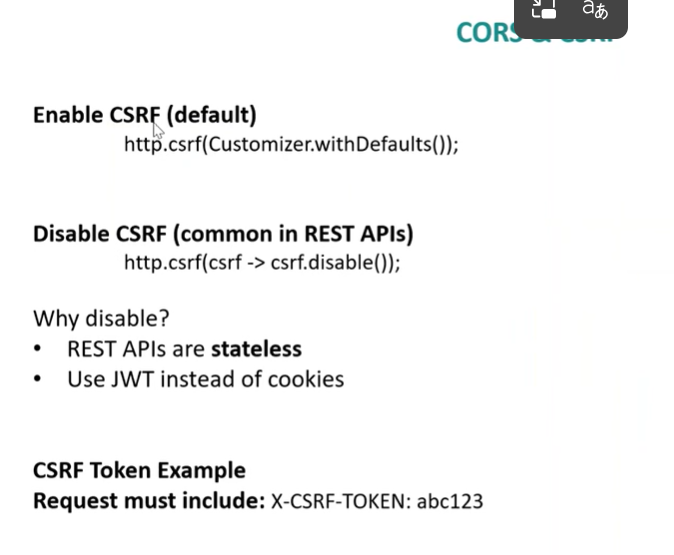 CORS
Enable CSRF (default)
http.csrf(Customizer.withDefaults());
Disable CSRF (common in REST APIs)
http.csrf(csrf -> csrf.disable());
Why disable?
• REST APIs are stateless
• Use JWT instead of cookies
CSRF Token Example
Request must include: X-CSRF-TOKEN: abc123